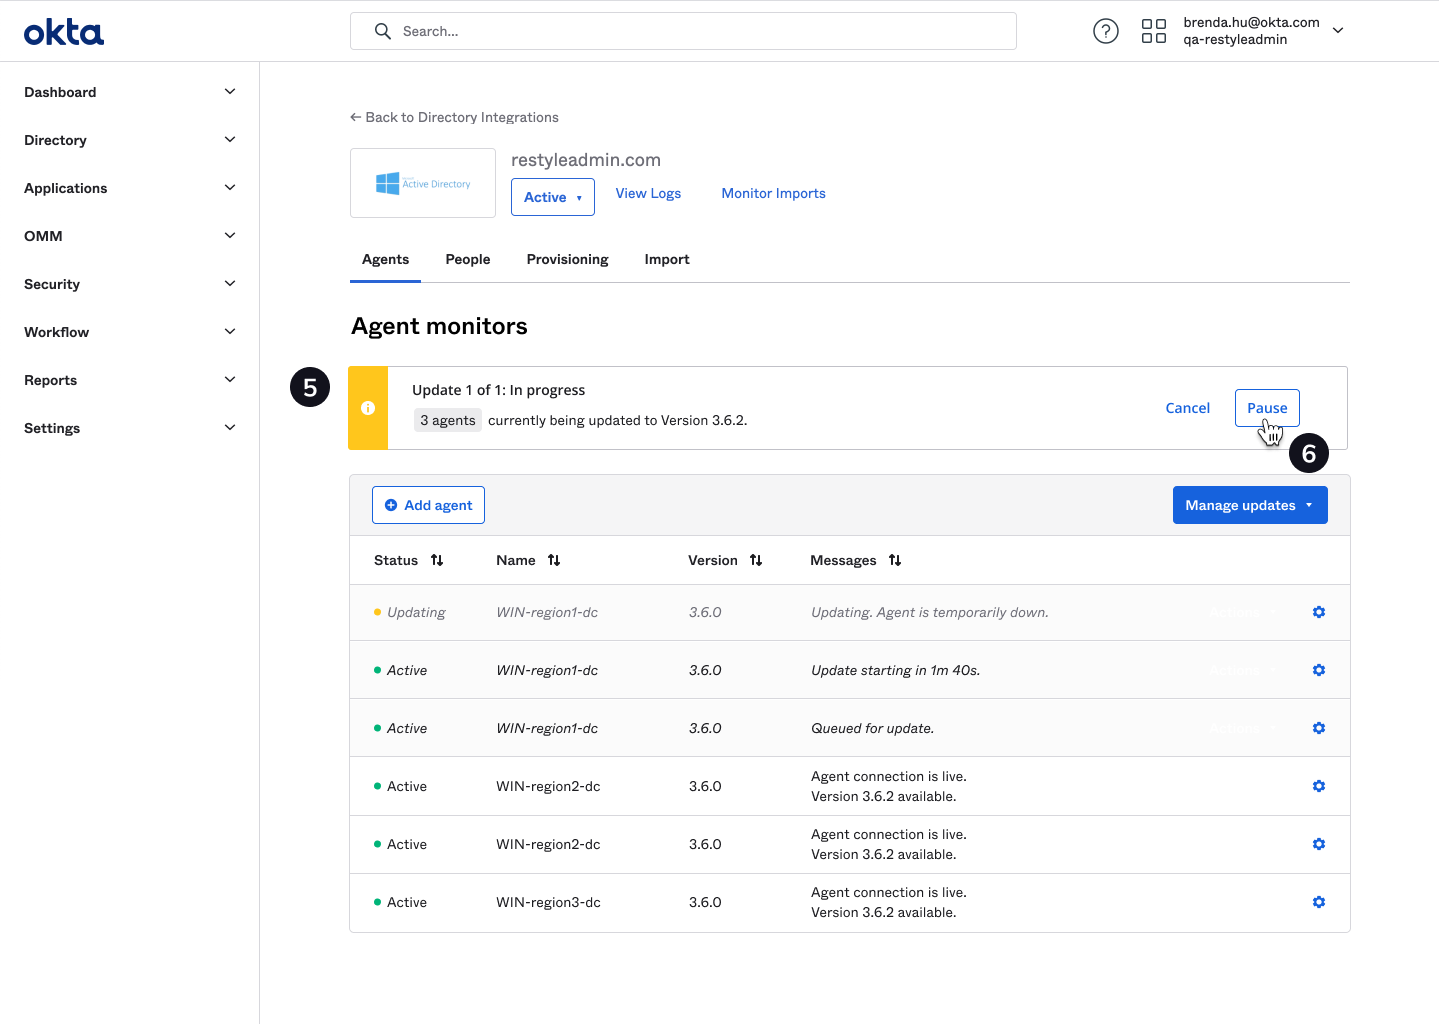 okta
Search...
?
brenda.hu@okta.com
qa-restyleadmin
Dashboard
Directory
Applications
OMM
Security
Workflow
Reports
Settings
← Back to Directory Integrations
Active Directory
restyleadmin.com
Active
View Logs
Monitor Imports
Agents
People
Provisioning
Import
Agent monitors
5
Update 1 of 1: In progress
3 agents currently being updated to Version 3.6.2.
Cancel
Pause
6
Add agent
Manage updates
Status Name Version Messages
Updating WIN-region1-dc 3.6.0 Updating. Agent is temporarily down. Actions
Active WIN-region1-dc 3.6.0 Update starting in 1m 40s. Actions
Active WIN-region1-dc 3.6.0 Queued for update. Actions
Active WIN-region2-dc 3.6.0 Agent connection is live.
Version 3.6.2 available.
Active WIN-region2-dc 3.6.0 Agent connection is live.
Version 3.6.2 available.
Active WIN-region3-dc 3.6.0 Agent connection is live.
Version 3.6.2 available.